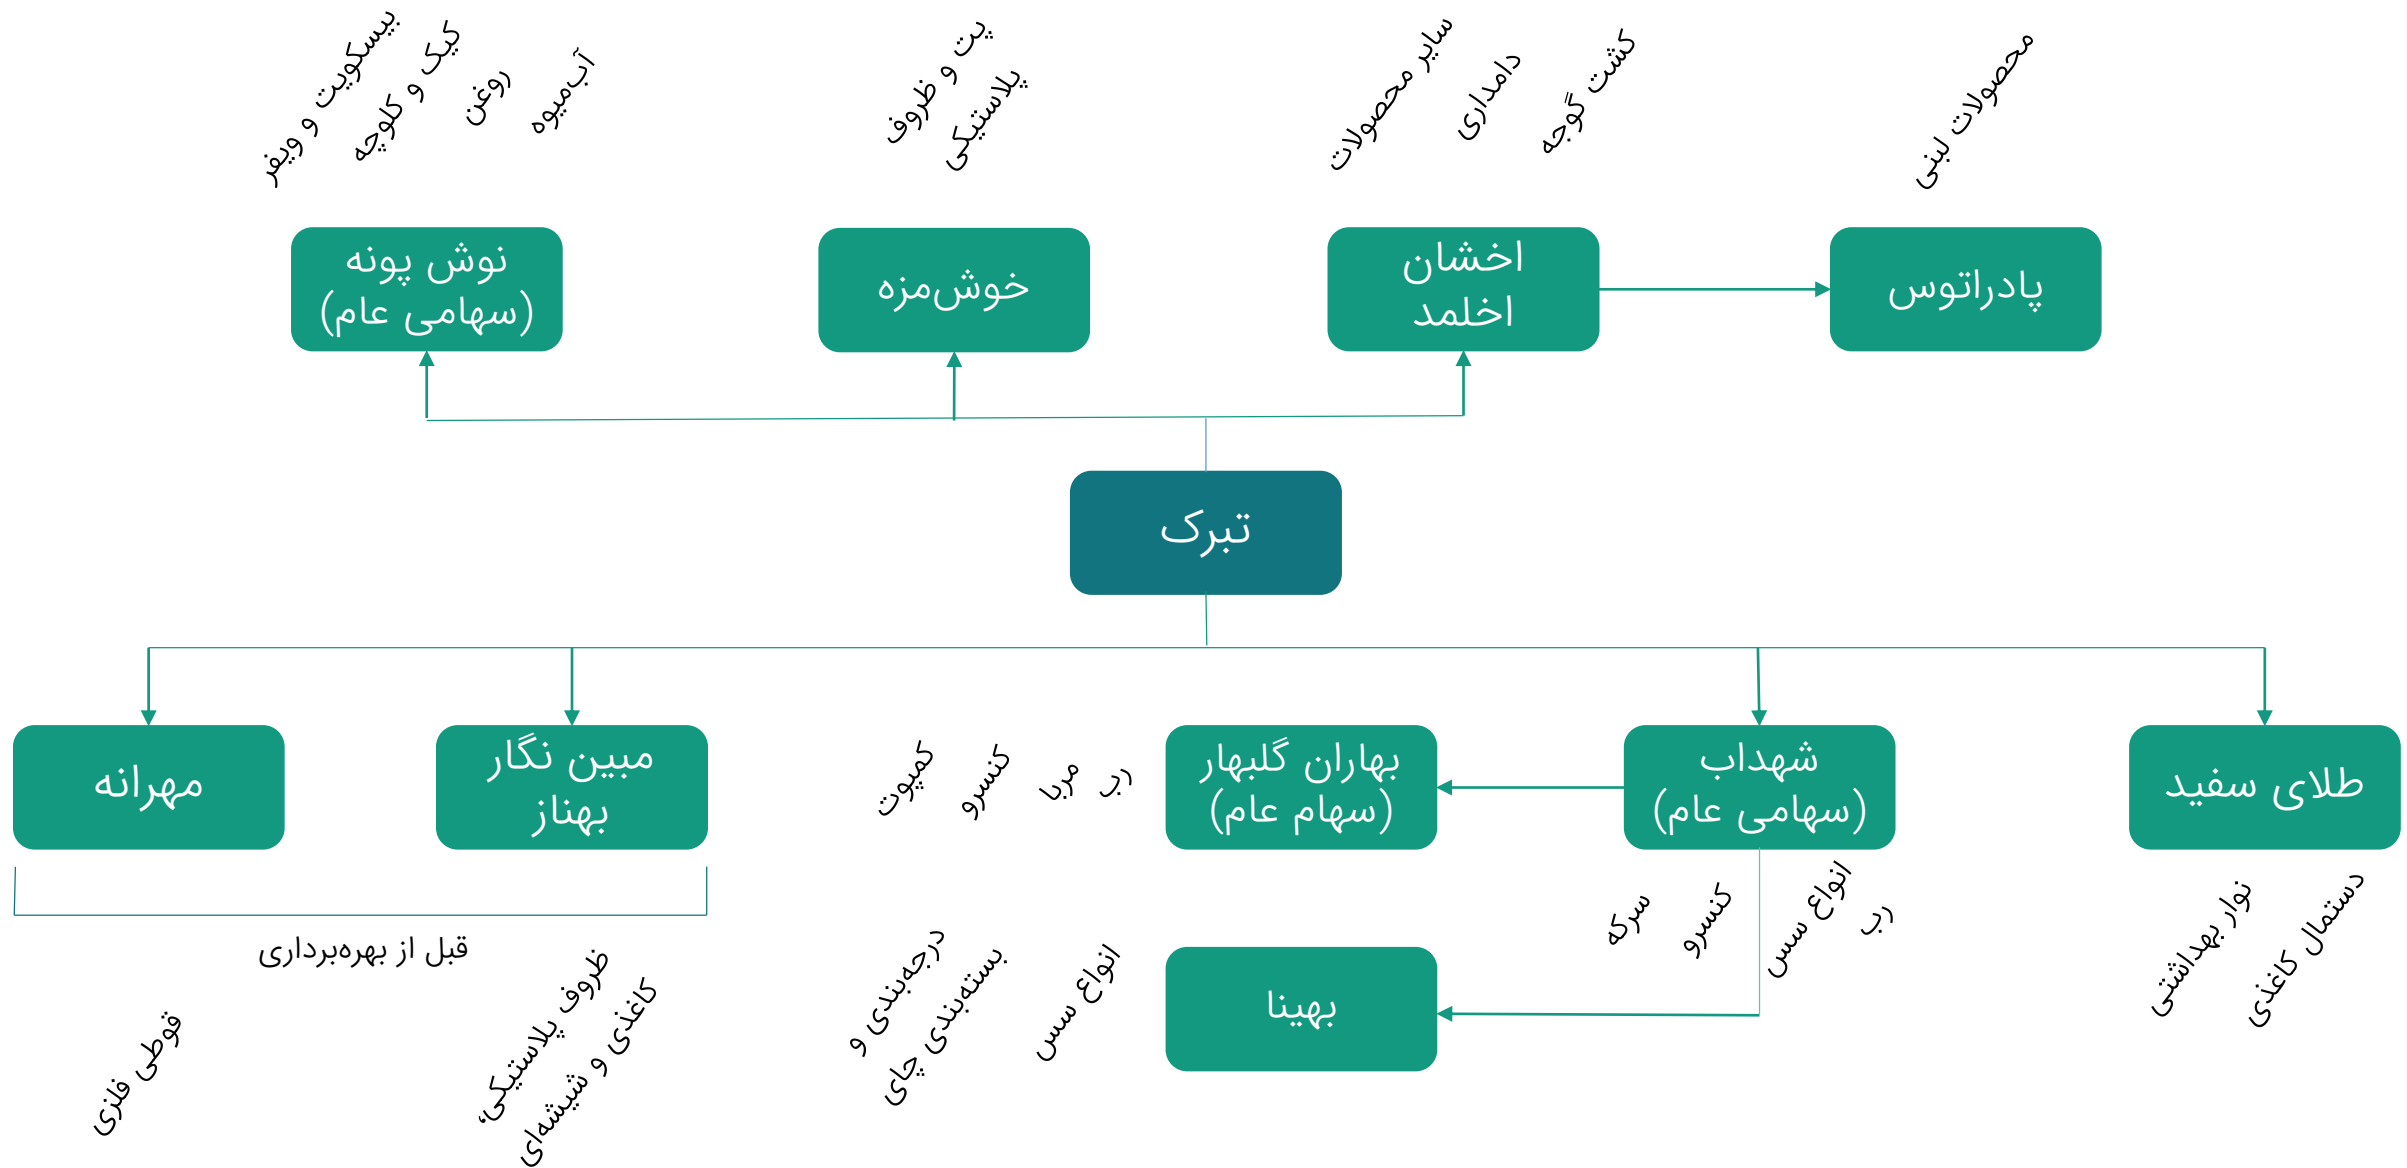 بیسکویت و ویفر
کیک و کلوچه
روغن
آب‌میوه
پت و ظروف
پلاستیکی
سایر محصولات
دامداری
کشت گوجه
محصولات لبنی
نوش پونه
(سهامی عام)
خوش‌مزه
اخشان
اخلمد
پادراتوس
تبرک
مهرانه
مبین نگار
بهناز
کمپوت
کنسرو
مربا
رب
بهاران گلبهار
(سهام عام)
شهداب
(سهامی عام)
طلای سفید
قبل از بهره‌برداری
قوطی فلزی
ظروف پلاستیکی،
کاغذی و شیشه‌ای
درجه‌بندی و
بسته‌بندی چای
انواع سس
بهینا
سرکه
کنسرو
انواع سس
رب
نوار بهداشتی
دستمال کاغذی